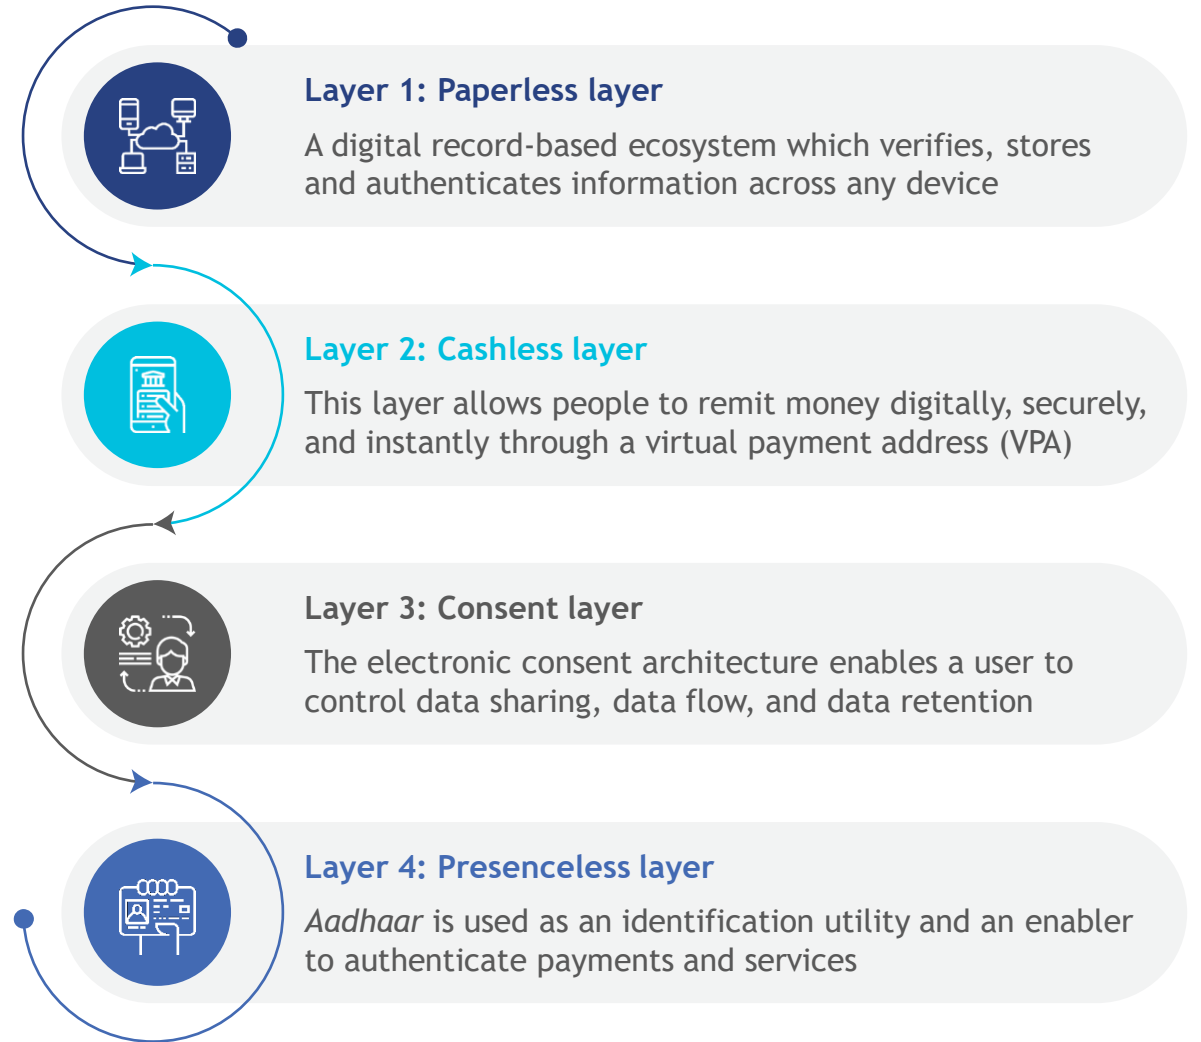 Layer 1: Paperless layer
A digital record-based ecosystem which verifies, stores
and authenticates information across any device
Layer 2: Cashless layer
This layer allows people to remit money digitally, securely,
and instantly through a virtual payment address (VPA)
Layer 3: Consent layer
The electronic consent architecture enables a user to
control data sharing, data flow, and data retention
Layer 4: Presenceless layer
Aadhaar is used as an identification utility and an enabler
to authenticate payments and services